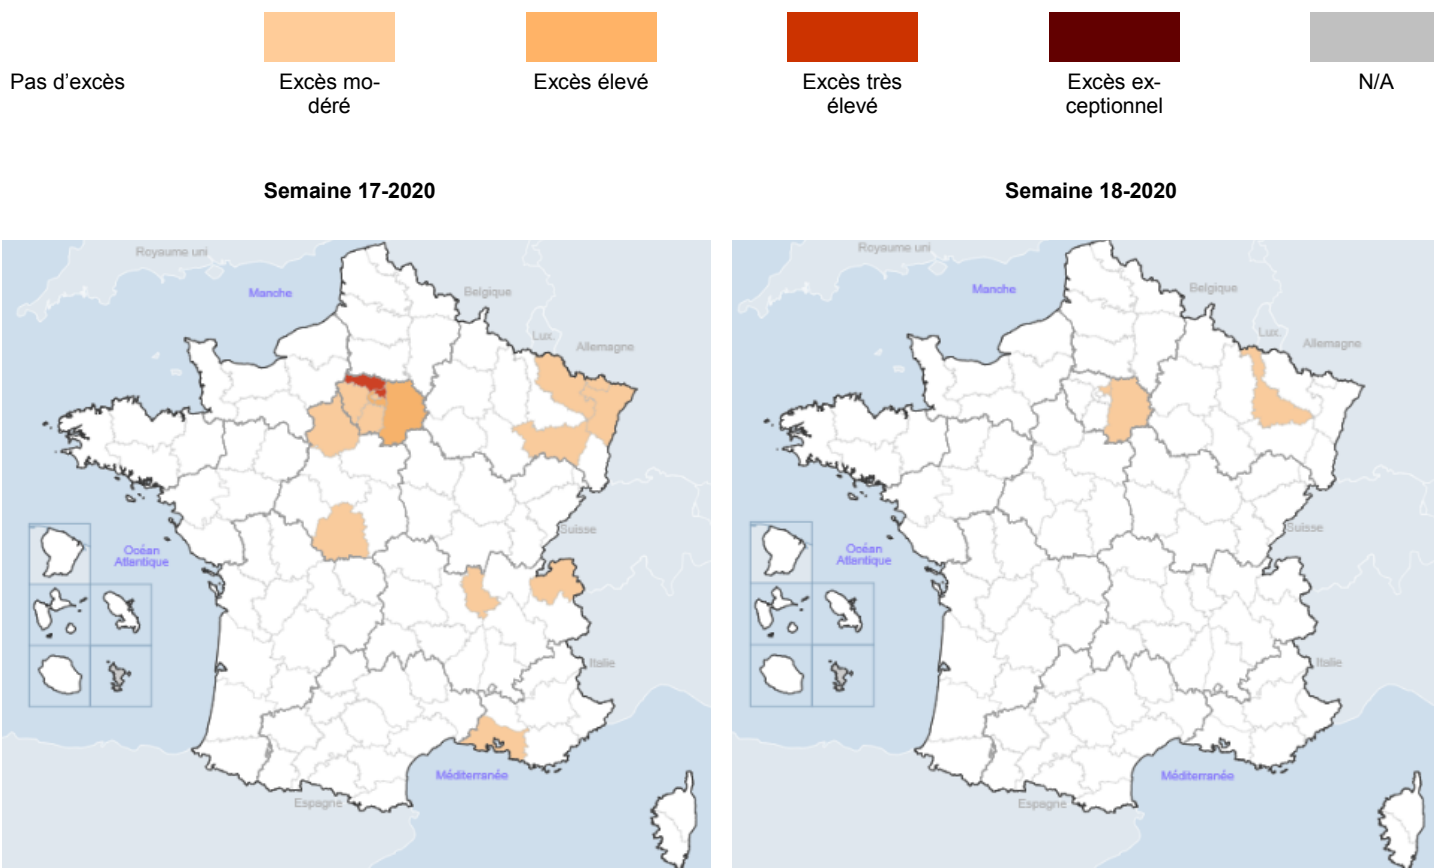 Pas d'excès
Excès mo-
déré
Excès élevé
Excès très
élevé
Excès ex-
ceptionnel
N/A
Semaine 17-2020
Semaine 18-2020
Royaume uni
Manche
Belgique
Lux.
Allemagne
Suisse
Océan
Atlantique
Italie
Méditerranée
Espagne
Royaume uni
Manche
Belgique
Lux.
Allemagne
Suisse
Océan
Atlantique
Italie
Méditerranée
Espagne